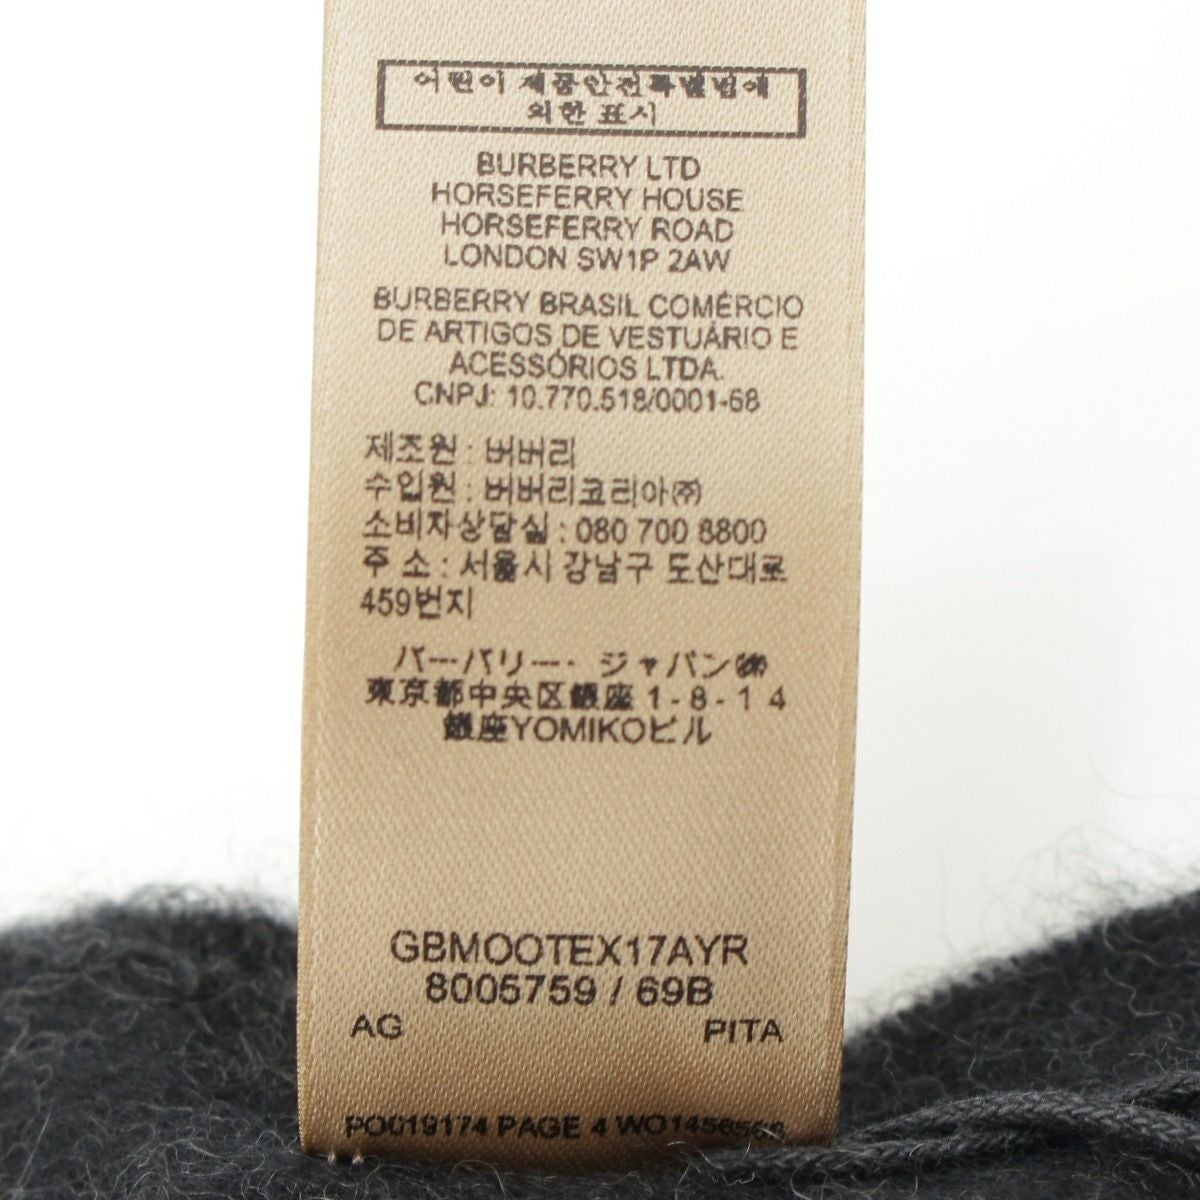 어린이 제품안전특별법에
의한 표시
BURBERRY LTD
HORSEFERRY HOUSE
HORSEFERRY ROAD
LONDON SW1P 2AW
BURBERRY BRASIL COMÉRCIO
DE ARTIGOS DE VESTUÁRIO E
ACESSÓRIOS LTDA.
CNPJ: 10.770.518/0001-68
제조원 : 버버리
수입원 : 버버리코리아㈜
소비자상담실 : 080 700 8800
주 소 : 서울시 강남구 도산대로
459번지
バーバリー・ジャパン㈱
東京都中央区銀座1-8-14
銀座YOMIKOビル
GBMOOTEX17AYR
8005759 / 69B
AG PITA
PO019174 PAGE 4